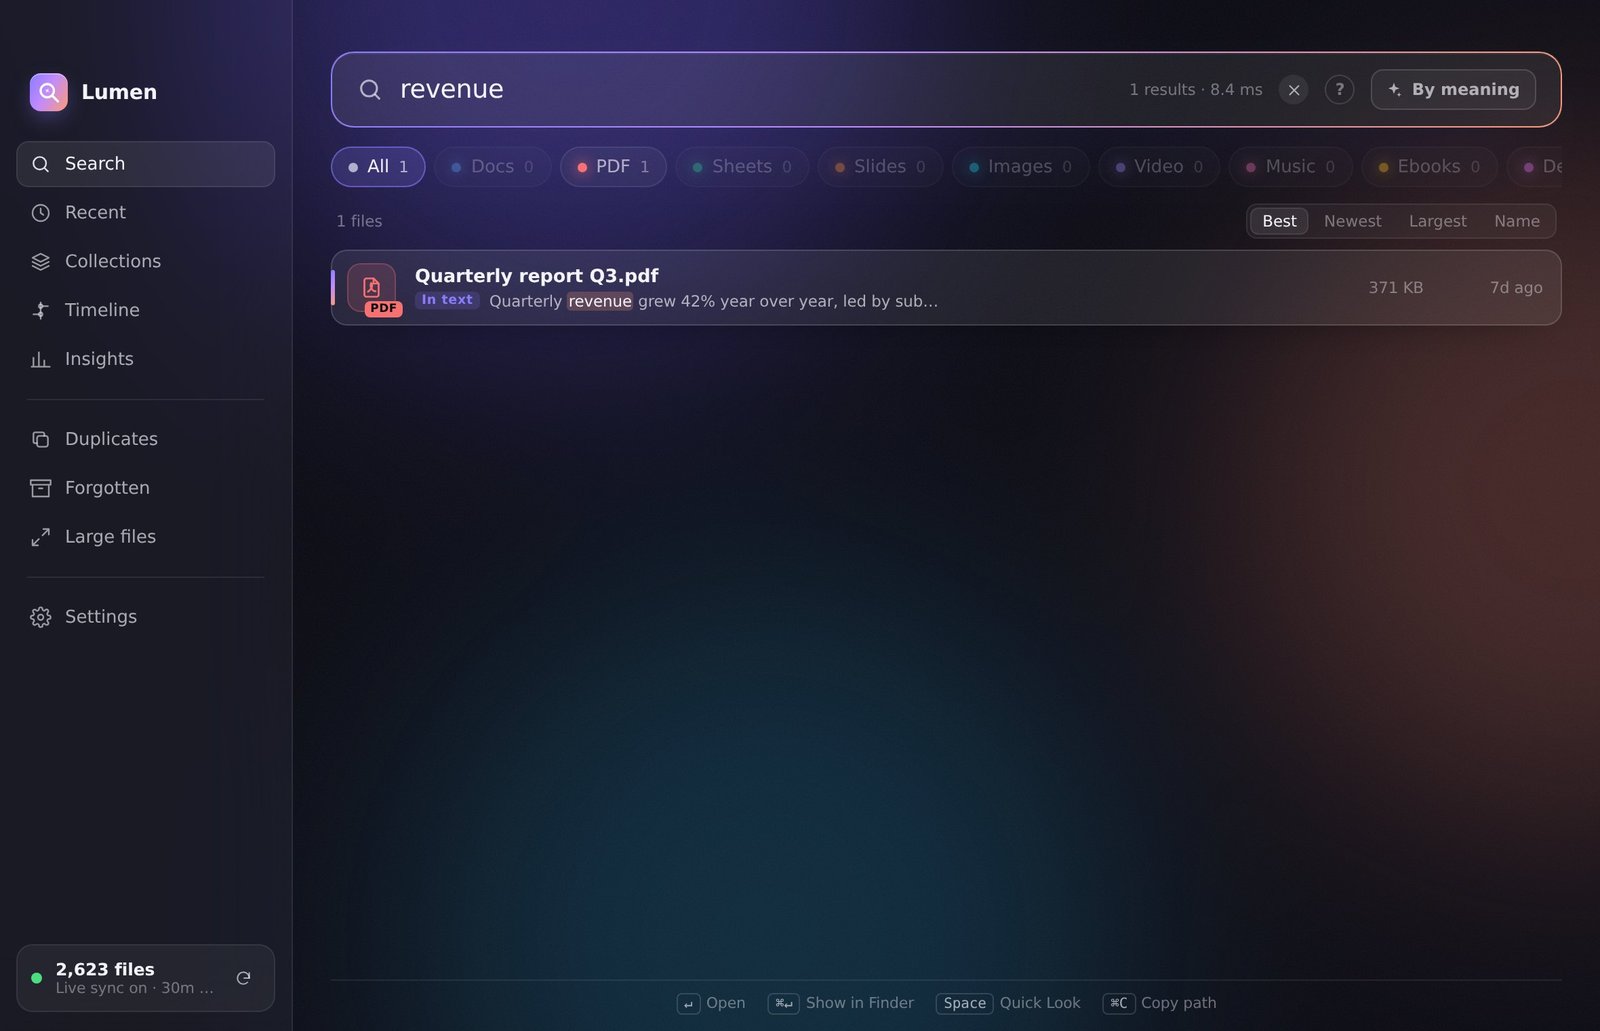 Lumen
Search
Recent
Collections
Timeline
Insights
Duplicates
Forgotten
Large files
Settings
2,623 files
Live sync on · 30m …
revenue
1 results · 8.4 ms
?
By meaning
All 1
Docs 0
PDF 1
Sheets 0
Slides 0
Images 0
Video 0
Music 0
Ebooks 0
1 files
Best
Newest
Largest
Name
Quarterly report Q3.pdf
PDF
In text Quarterly revenue grew 42% year over year, led by sub…
371 KB
7d ago
↵ Open
⌘↵ Show in Finder
Space Quick Look
⌘C Copy path